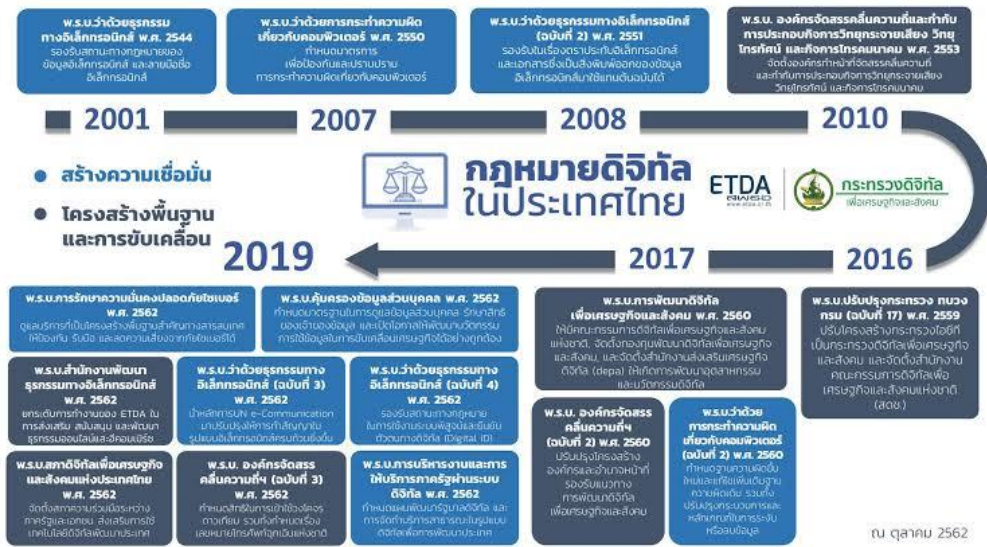 พ.ร.บ.ว่าด้วยธุรกรรม
ทางอิเล็กทรอนิกส์ พ.ศ. 2544
รองรับสถานะทางกฎหมายของ
ข้อมูลอิเล็กทรอนิกส์ และลายมือชื่อ
อิเล็กทรอนิกส์
พ.ร.บ.ว่าด้วยการกระทำความผิด
เกี่ยวกับคอมพิวเตอร์ พ.ศ. 2550
กำหนดมาตรการ
เพื่อป้องกันและปราบปราม
การกระทำความผิดเกี่ยวกับคอมพิวเตอร์
พ.ร.บ.ว่าด้วยธุรกรรมทางอิเล็กทรอนิกส์
(ฉบับที่ 2) พ.ศ. 2551
รองรับในเรื่องตราประทับอิเล็กทรอนิกส์
และเอกสารซึ่งเป็นสิ่งพิมพ์ออกของข้อมูล
อิเล็กทรอนิกส์มาใช้แทนต้นฉบับได้
พ.ร.บ. องค์กรจัดสรรคลื่นความถี่และกำกับ
การประกอบกิจการวิทยุกระจายเสียง วิทยุ
โทรทัศน์ และกิจการโทรคมนาคม พ.ศ. 2553
จัดตั้งองค์กรทำหน้าที่จัดสรรคลื่นความถี่
และกำกับการประกอบกิจการวิทยุกระจายเสียง
วิทยุโทรทัศน์ และกิจการโทรคมนาคม
2001
2007
2008
2010
สร้างความเชื่อมั่น
โครงสร้างพื้นฐาน
และการขับเคลื่อน
กฎหมายดิจิทัล
ในประเทศไทย
ETDA
สพธอ
www.etda.or.th
กระทรวงดิจิทัล
เพื่อเศรษฐกิจและสังคม
2019
2017
2016
พ.ร.บ.การรักษาความมั่นคงปลอดภัยไซเบอร์
พ.ศ. 2562
ดูแลบริการที่เป็นโครงสร้างพื้นฐานสำคัญทางสารสนเทศ
ให้ป้องกัน รับมือ และลดความเสี่ยงจากภัยไซเบอร์ได้
พ.ร.บ.คุ้มครองข้อมูลส่วนบุคคล พ.ศ. 2562
กำหนดมาตรฐานในการดูแลข้อมูลส่วนบุคคล รักษาสิทธิ
ของเจ้าของข้อมูล และเปิดโอกาสให้พัฒนานวัตกรรม
การใช้ข้อมูลในการขับเคลื่อนเศรษฐกิจได้อย่างถูกต้อง
พ.ร.บ.การพัฒนาดิจิทัล
เพื่อเศรษฐกิจและสังคม พ.ศ. 2560
ให้มีคณะกรรมการดิจิทัลเพื่อเศรษฐกิจและสังคม
แห่งชาติ, จัดตั้งกองทุนพัฒนาดิจิทัลเพื่อเศรษฐกิจ
และสังคม, และจัดตั้งสำนักงานส่งเสริมเศรษฐกิจ
ดิจิทัล (depa) ให้เกิดการพัฒนาอุตสาหกรรม
และนวัตกรรมดิจิทัล
พ.ร.บ.ปรับปรุงกระทรวง ทบวง
กรม (ฉบับที่ 17) พ.ศ. 2559
ปรับโครงสร้างกระทรวงไอซีที
เป็นกระทรวงดิจิทัลเพื่อเศรษฐกิจ
และสังคม และจัดตั้งสำนักงาน
คณะกรรมการดิจิทัลเพื่อ
เศรษฐกิจและสังคมแห่งชาติ
(สดช.)
พ.ร.บ.สำนักงานพัฒนา
ธุรกรรมทางอิเล็กทรอนิกส์
พ.ศ. 2562
ยกระดับการทำงานของ ETDA ใน
การส่งเสริม สนับสนุน และพัฒนา
ธุรกรรมออนไลน์และอีคอมเมิร์ซ
พ.ร.บ.ว่าด้วยธุรกรรมทาง
อิเล็กทรอนิกส์ (ฉบับที่ 3)
พ.ศ. 2562
นำหลักการUN e-Communication
มาปรับปรุงให้การทำสัญญาใน
รูปแบบอิเล็กทรอนิกส์ครบถ้วนยิ่งขึ้น
พ.ร.บ.ว่าด้วยธุรกรรมทาง
อิเล็กทรอนิกส์ (ฉบับที่ 4)
พ.ศ. 2562
รองรับสถานะทางกฎหมาย
ในการใช้งานระบบพิสูจน์และยืนยัน
ตัวตนทางดิจิทัล (Digital ID)
พ.ร.บ. องค์กรจัดสรร
คลื่นความถี่ฯ
(ฉบับที่ 2) พ.ศ. 2560
ปรับปรุงโครงสร้าง
องค์กรและอำนาจหน้าที่
รองรับแนวทาง
การพัฒนาดิจิทัล
เพื่อเศรษฐกิจและสังคม
พ.ร.บ.ว่าด้วย
การกระทำความผิด
เกี่ยวกับคอมพิวเตอร์
(ฉบับที่ 2) พ.ศ. 2560
กำหนดฐานความผิดขึ้น
ใหม่และแก้ไขเพิ่มเติมฐาน
ความผิดเดิม รวมทั้ง
ปรับปรุงกระบวนการและ
หลักเกณฑ์ในการระงับ
หรือลบข้อมูล
พ.ร.บ.สภาดิจิทัลเพื่อเศรษฐกิจ
และสังคมแห่งประเทศไทย
พ.ศ. 2562
จัดตั้งสภาความร่วมมือระหว่าง
ภาครัฐและเอกชน ส่งเสริมการใช้
เทคโนโลยีดิจิทัลพัฒนาประเทศ
พ.ร.บ. องค์กรจัดสรร
คลื่นความถี่ฯ (ฉบับที่ 3)
พ.ศ. 2562
กำหนดสิทธิในการเข้าใช้วงโคจร
ดาวเทียม รวมทั้งกำหนดเรื่อง
เลขหมายโทรศัพท์ฉุกเฉินแห่งชาติ
พ.ร.บ.การบริหารงานและการ
ให้บริการภาครัฐผ่านระบบ
ดิจิทัล พ.ศ. 2562
กำหนดแผนพัฒนารัฐบาลดิจิทัล และ
การจัดทำบริการสาธารณะในรูปแบบ
ดิจิทัลเพื่อการพัฒนาประเทศ
ณ ตุลาคม 2562